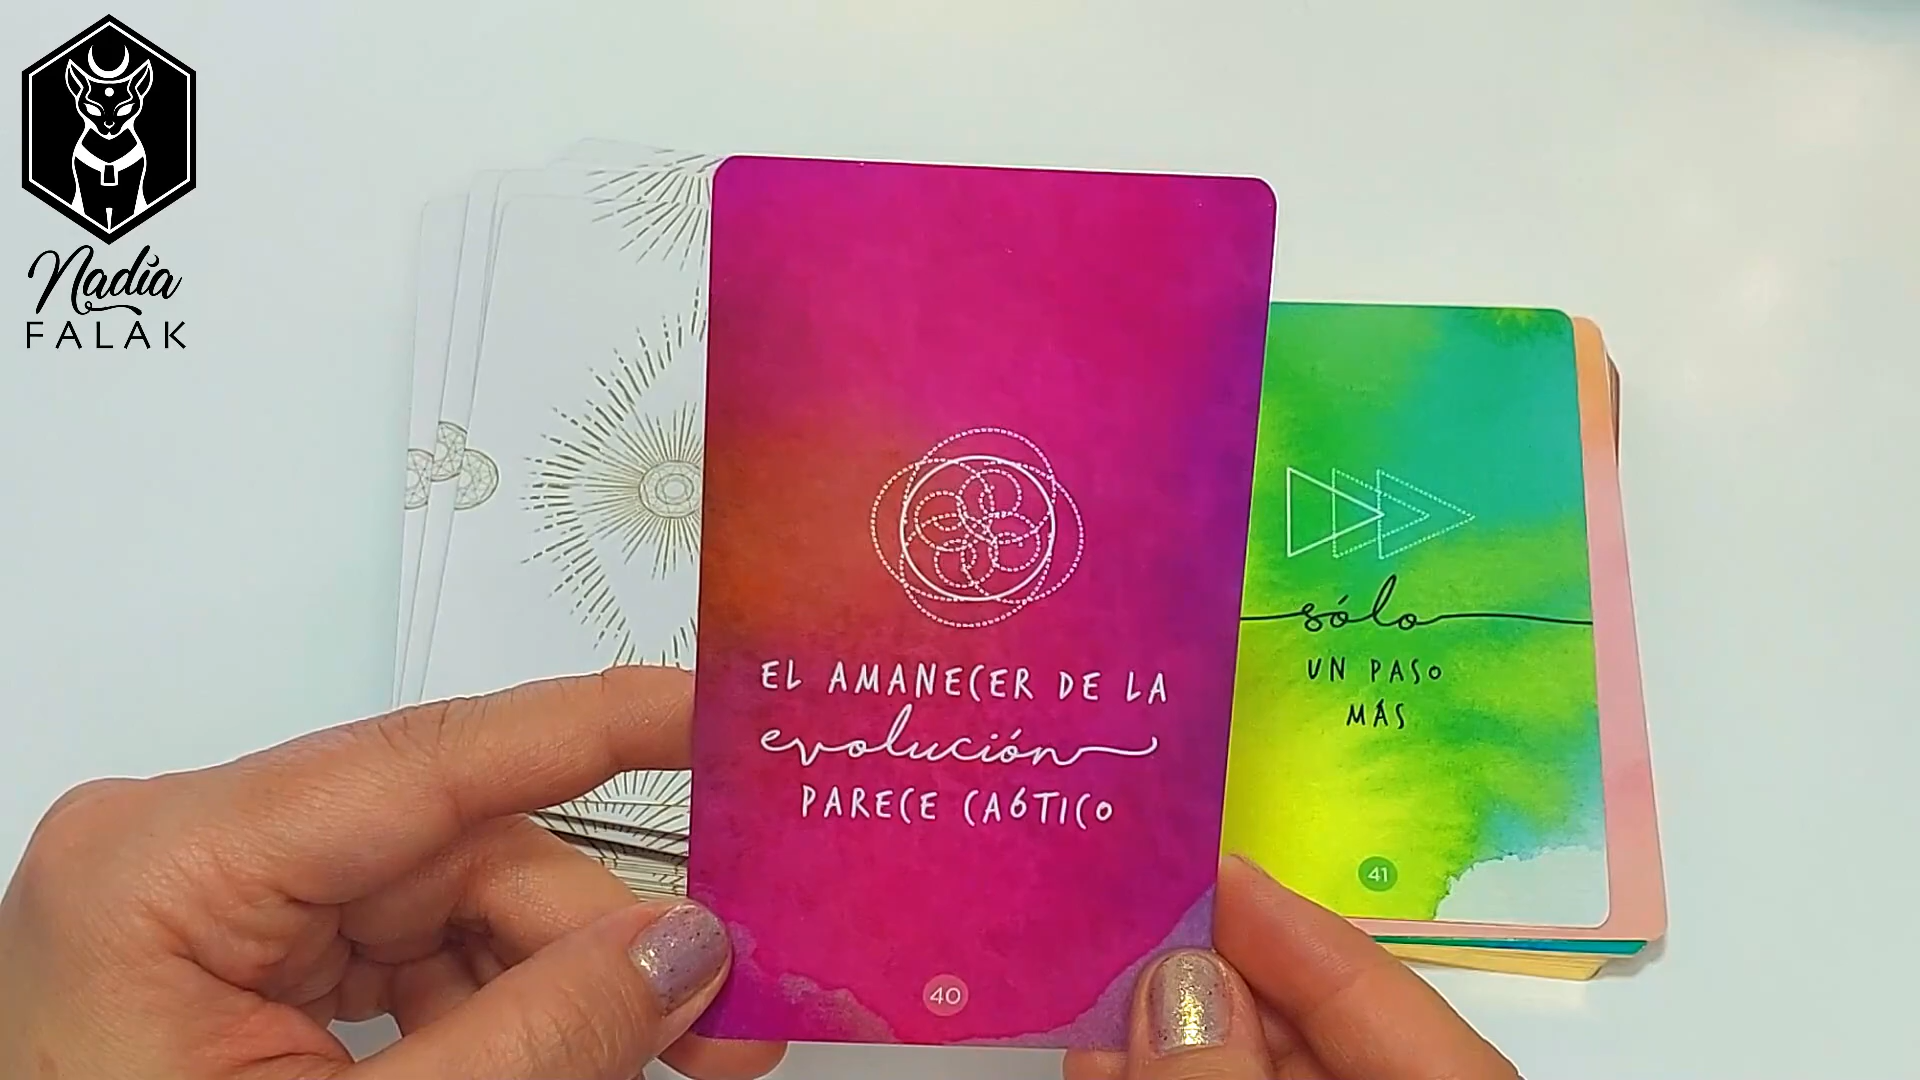 Nadia
FALAK
EL AMANECER DE LA
evolución
PARECE CAÓTICO
40
sólo
UN PASO
MÁS
41